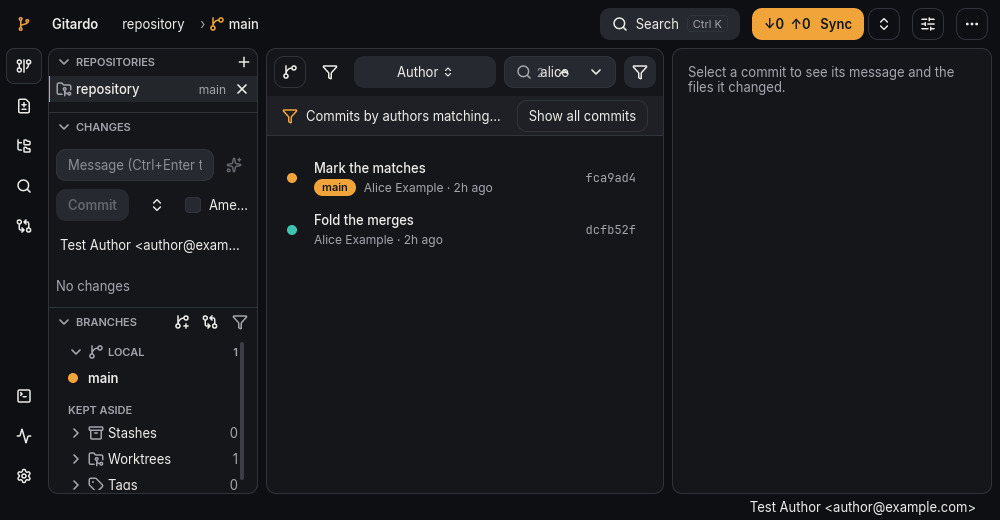 Gitardo repository › main
Search Ctrl K
↓0 ↑0 Sync
REPOSITORIES
repository main
CHANGES
Message (Ctrl+Enter t
Commit Ame...
Test Author <author@exam...
No changes
BRANCHES
LOCAL 1
main
KEPT ASIDE
Stashes 0
Worktrees 1
Tags 0
Author
alice
Commits by authors matching... Show all commits
Mark the matches
main Alice Example · 2h ago fca9ad4
Fold the merges
Alice Example · 2h ago dcfb52f
Select a commit to see its message and the
files it changed.
Test Author <author@example.com>